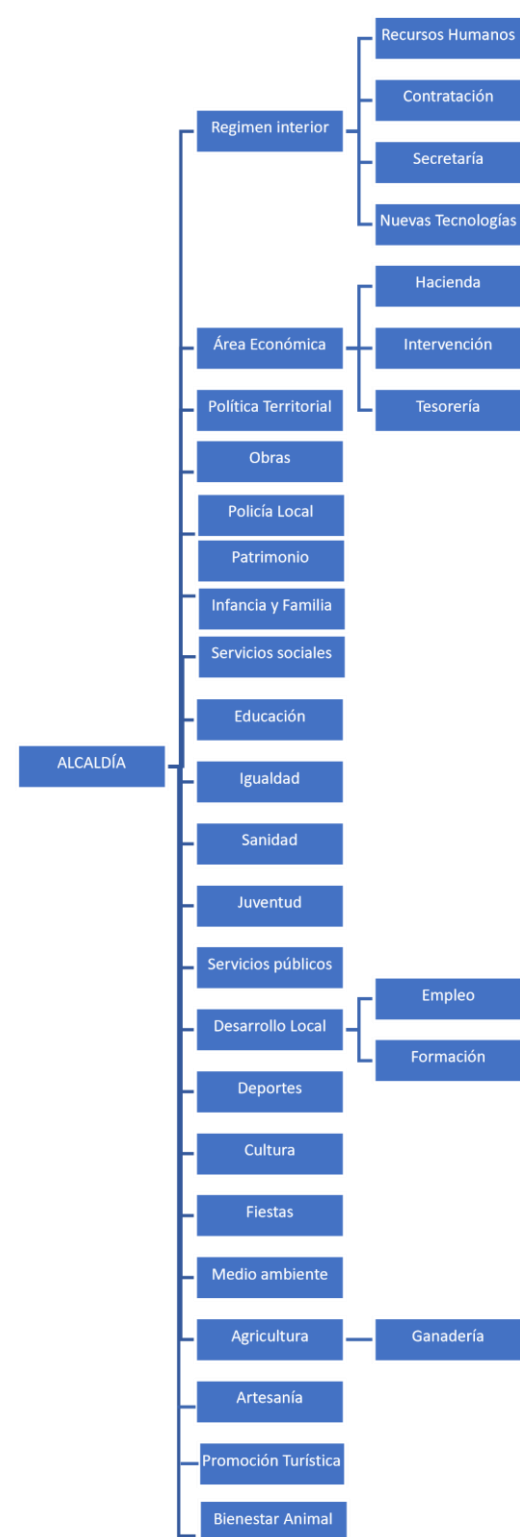 Recursos Humanos
Contratación
Regimen interior
Secretaría
Nuevas Tecnologías
Hacienda
Área Económica
Intervención
Política Territorial
Tesorería
Obras
Policía Local
Patrimonio
Infancia y Familia
Servicios sociales
Educación
ALCALDÍA
Igualdad
Sanidad
Juventud
Servicios públicos
Empleo
Desarrollo Local
Formación
Deportes
Cultura
Fiestas
Medio ambiente
Agricultura
Ganadería
Artesanía
Promoción Turística
Bienestar Animal